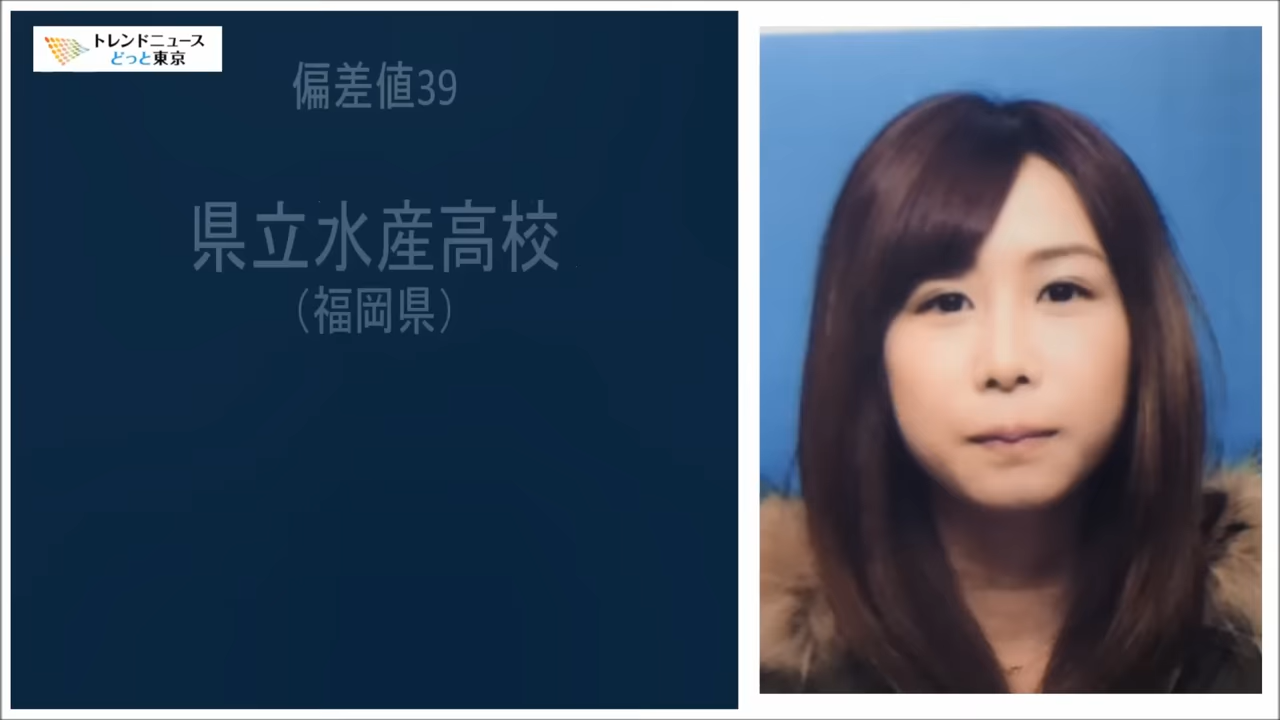 トレンドニュース
どっと東京
偏差値39
県立水産高校
（福岡県）